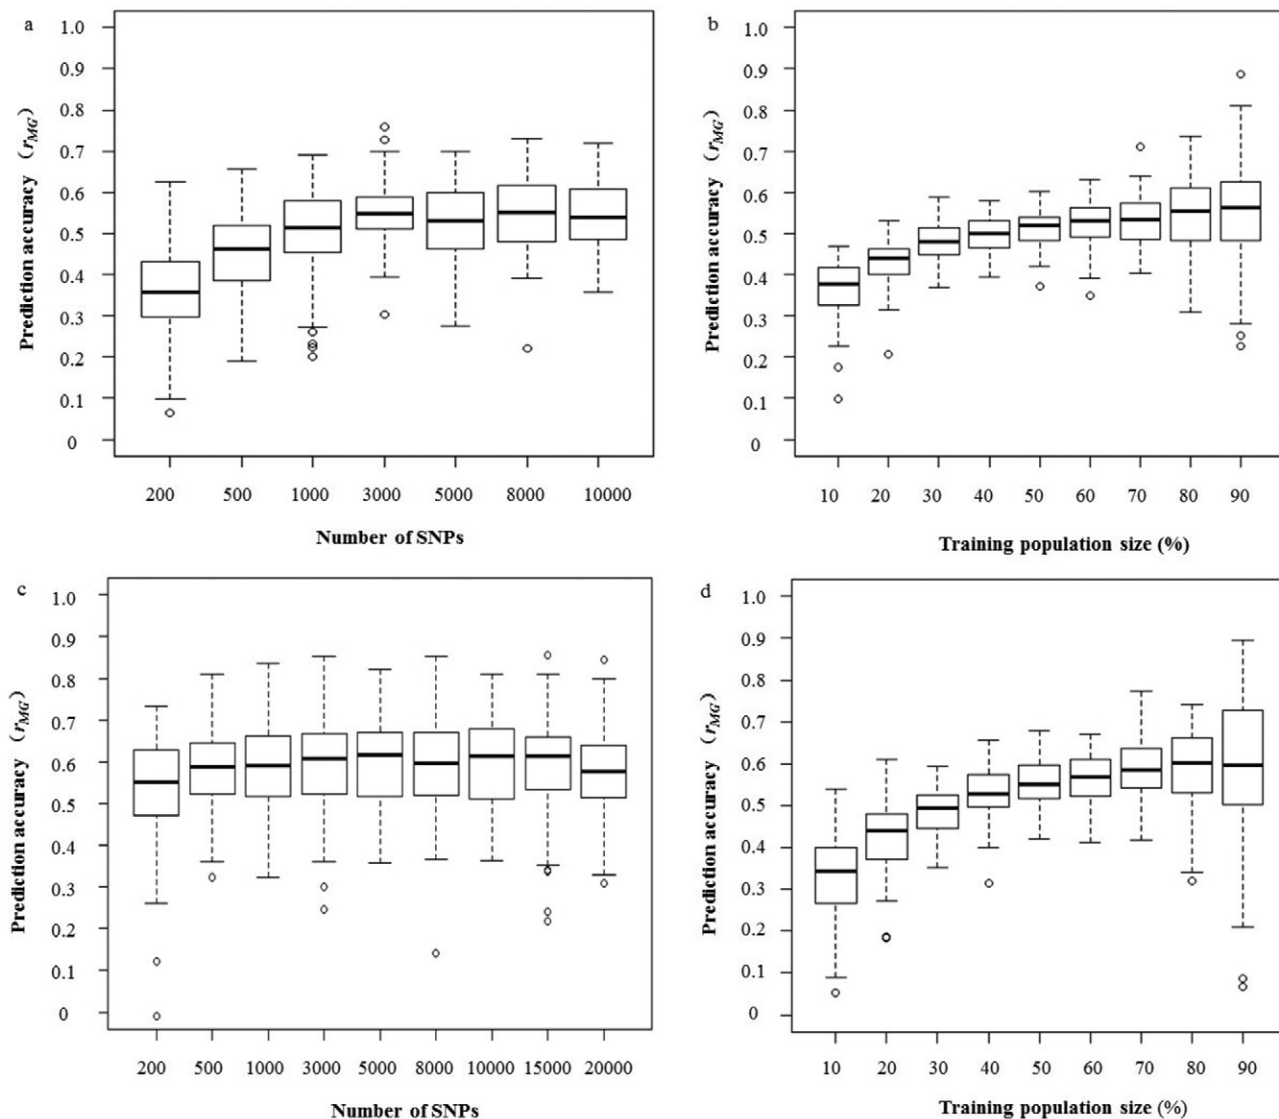 a
Prediction accuracy (rMG)
1.0
0.9
0.8
0.7
0.6
0.5
0.4
0.3
0.2
0.1
0
200 500 1000 3000 5000 8000 10000
Number of SNPs
b
Prediction accuracy (rMG)
1.0
0.9
0.8
0.7
0.6
0.5
0.4
0.3
0.2
0.1
0
10 20 30 40 50 60 70 80 90
Training population size (%)
c
Prediction accuracy (rMG)
1.0
0.9
0.8
0.7
0.6
0.5
0.4
0.3
0.2
0.1
0
200 500 1000 3000 5000 8000 10000 15000 20000
Number of SNPs
d
Prediction accuracy (rMG)
1.0
0.9
0.8
0.7
0.6
0.5
0.4
0.3
0.2
0.1
0
10 20 30 40 50 60 70 80 90
Training population size (%)